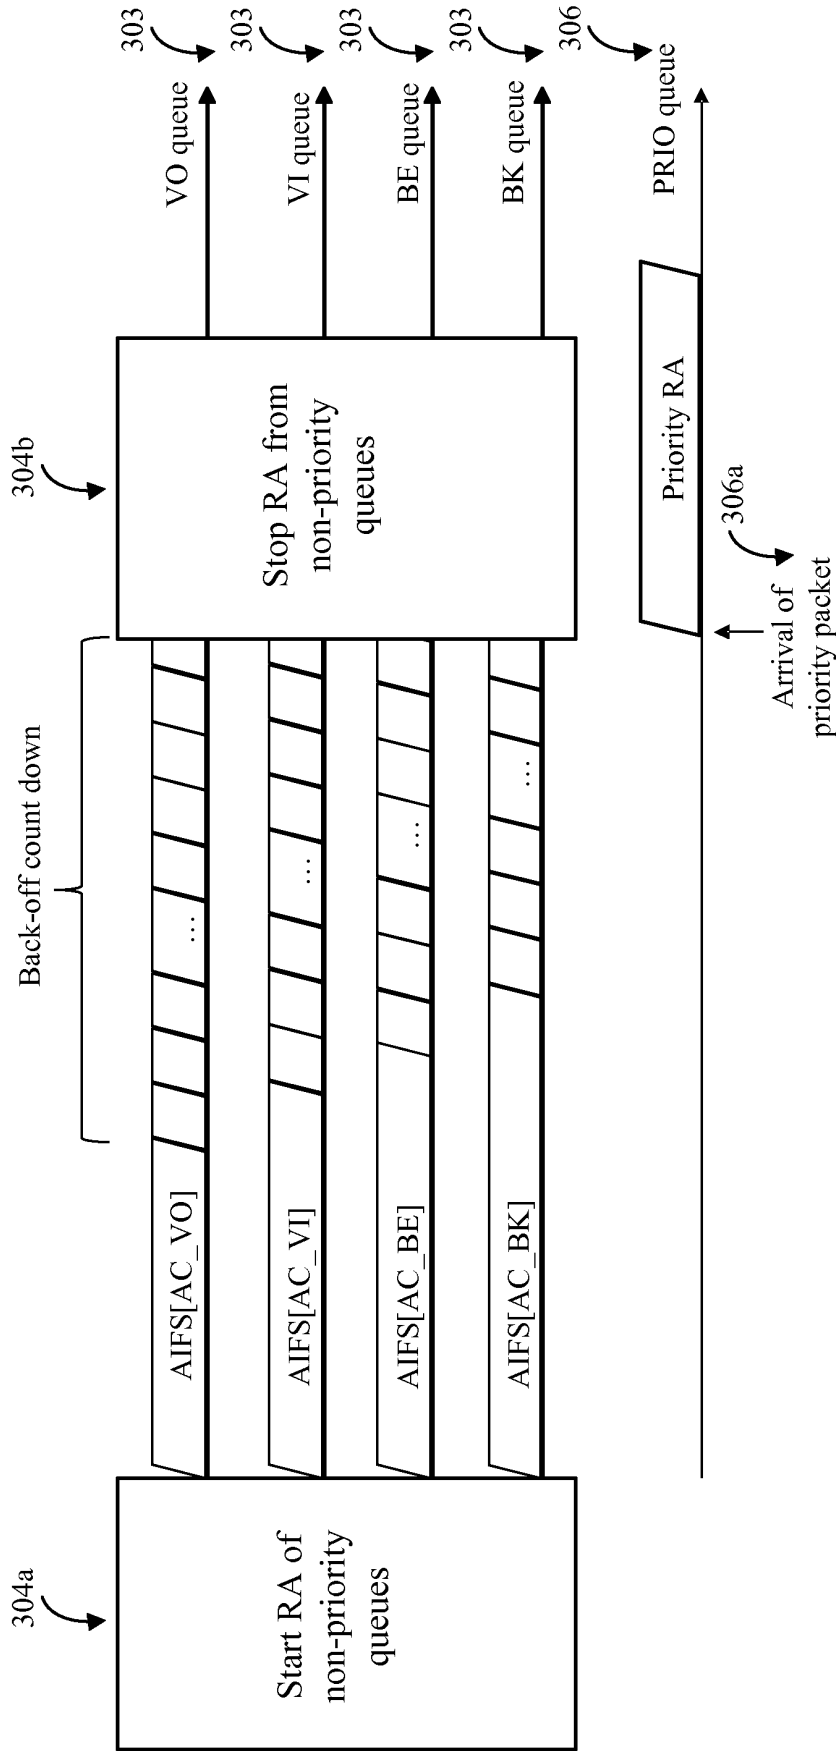 304a
Start RA of
non-priority
queues
Back-off count down
304b
Stop RA from
non-priority
queues
AIFS[AC_VO]
...
VO queue
303
AIFS[AC_VI]
...
VI queue
303
AIFS[AC_BE]
...
BE queue
303
AIFS[AC_BK]
...
BK queue
303
Priority RA
PRIO queue
306
Arrival of
priority packet
306a